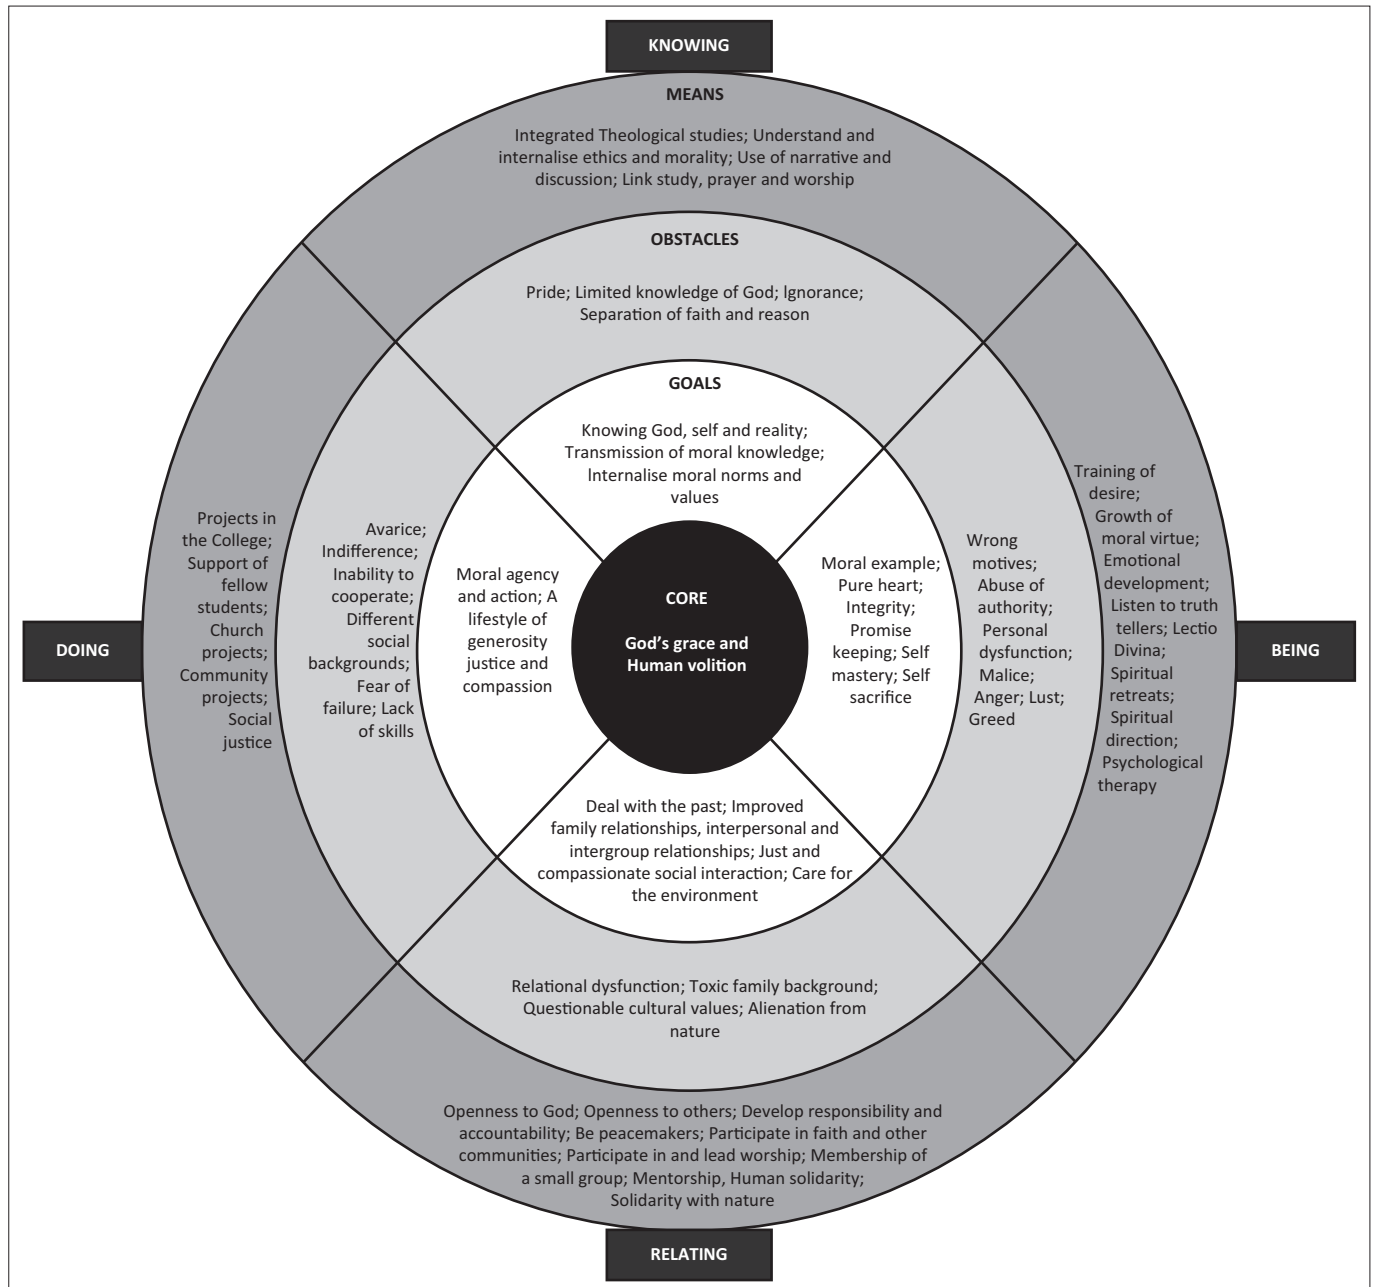 KNOWING
MEANS
Integrated Theological studies; Understand and
internalise ethics and morality; Use of narrative and
discussion; Link study, prayer and worship
OBSTACLES
Pride; Limited knowledge of God; Ignorance;
Separation of faith and reason
GOALS
Knowing God, self and reality;
Transmission of moral knowledge;
Internalise moral norms and
values
DOING
Projects in
the College;
Support of
fellow
students;
Church
projects;
Community
projects;
Social
justice
Avarice;
Indifference;
Inability to
cooperate;
Different
social
backgrounds;
Fear of
failure; Lack
of skills
Moral agency
and action; A
lifestyle of
generosity
justice and
compassion
CORE
God’s grace and
Human volition
Moral example;
Pure heart;
Integrity;
Promise
keeping; Self
mastery; Self
sacrifice
Wrong
motives;
Abuse of
authority;
Personal
dysfunction;
Malice;
Anger; Lust;
Greed
Training of
desire;
Growth of
moral virtue;
Emotional
development;
Listen to truth
tellers; Lectio
Divina;
Spiritual
retreats;
Spiritual
direction;
Psychological
therapy
BEING
Deal with the past; Improved
family relationships, interpersonal and
intergroup relationships; Just and
compassionate social interaction; Care for
the environment
Relational dysfunction; Toxic family background;
Questionable cultural values; Alienation from
nature
Openness to God; Openness to others; Develop responsibility and
accountability; Be peacemakers; Participate in faith and other
communities; Participate in and lead worship; Membership of
a small group; Mentorship, Human solidarity;
Solidarity with nature
RELATING